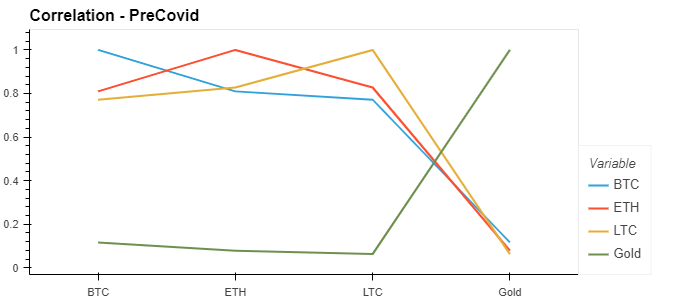 Correlation - PreCovid
1
0.8
0.6
0.4
0.2
0
BTC
ETH
LTC
Gold
Variable
BTC
ETH
LTC
Gold